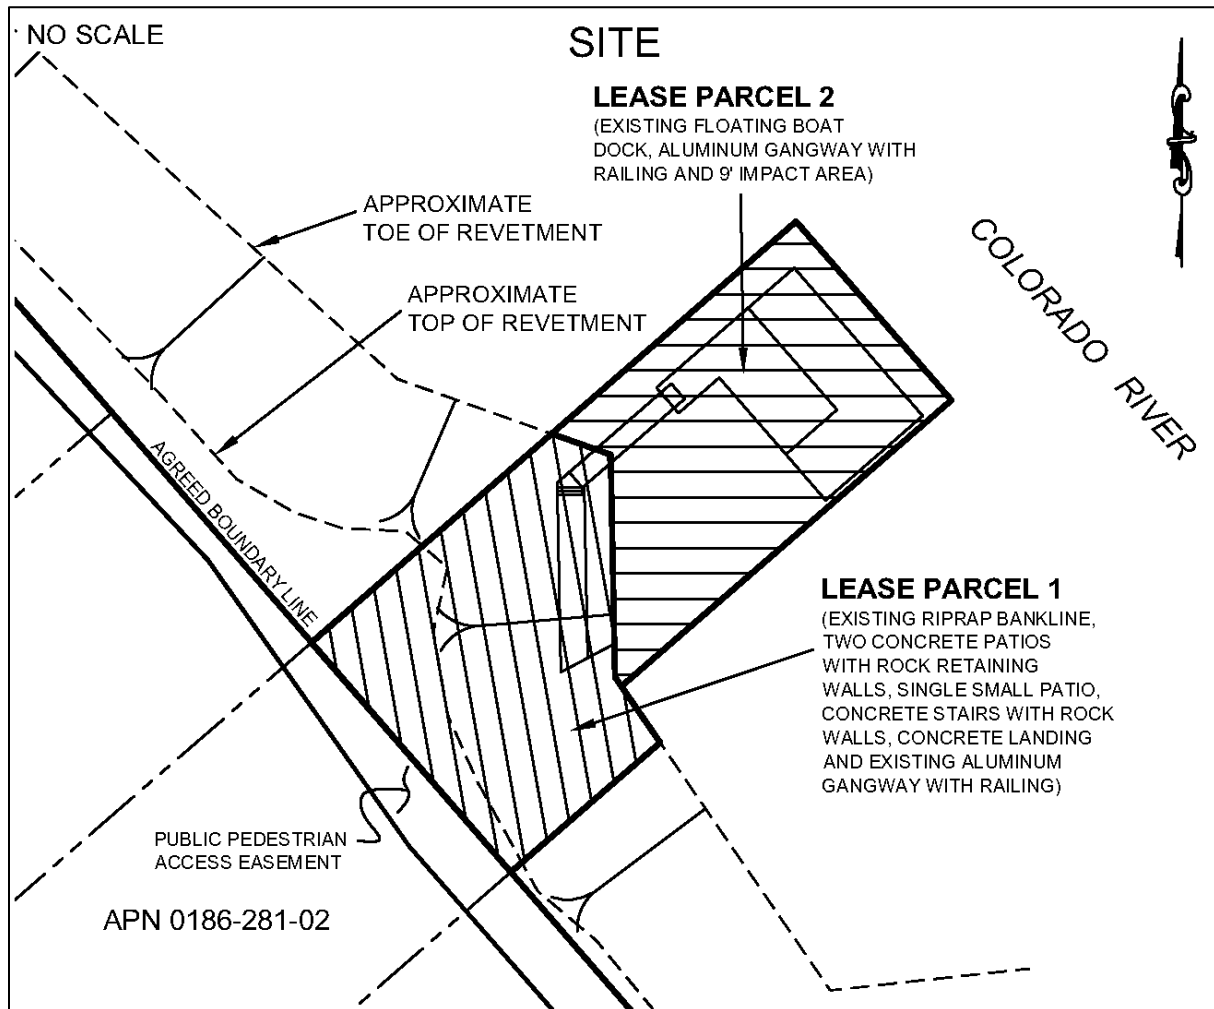 NO SCALE
SITE
LEASE PARCEL 2
(EXISTING FLOATING BOAT
DOCK, ALUMINUM GANGWAY WITH
RAILING AND 9' IMPACT AREA)
APPROXIMATE
TOE OF REVETMENT
APPROXIMATE
TOP OF REVETMENT
COLORADO RIVER
AGREED BOUNDARY LINE
LEASE PARCEL 1
(EXISTING RIPRAP BANKLINE,
TWO CONCRETE PATIOS
WITH ROCK RETAINING
WALLS, SINGLE SMALL PATIO,
CONCRETE STAIRS WITH ROCK
WALLS, CONCRETE LANDING
AND EXISTING ALUMINUM
GANGWAY WITH RAILING)
PUBLIC PEDESTRIAN
ACCESS EASEMENT
APN 0186-281-02